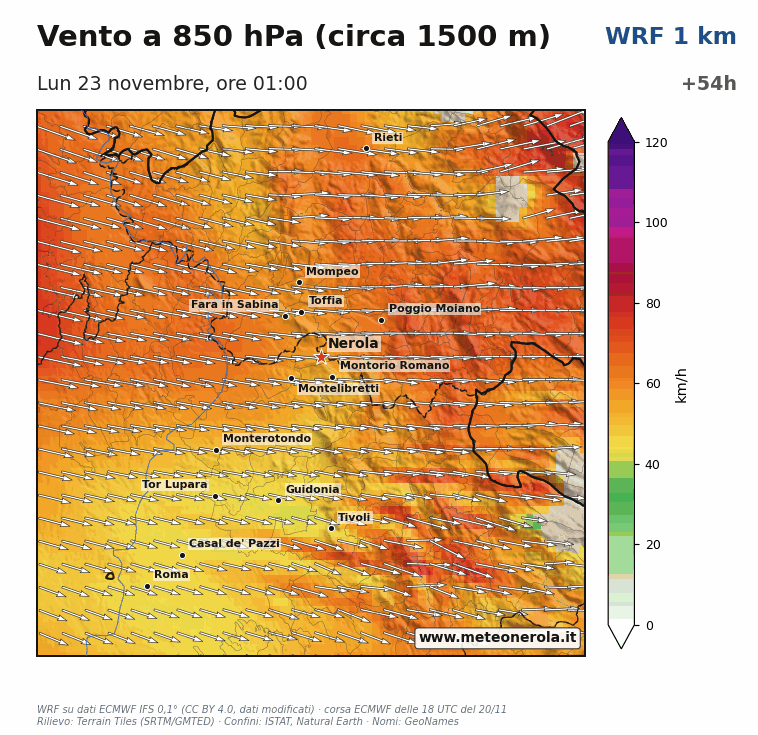 Vento a 850 hPa (circa 1500 m)
WRF 1 km
Lun 23 novembre, ore 01:00
+54h
Rieti
Mompeo
Fara in Sabina
Toffia
Poggio Moiano
Nerola
Montorio Romano
Montelibretti
Monterotondo
Tor Lupara
Guidonia
Tivoli
Casal de' Pazzi
Roma
www.meteonerola.it
120
100
80
60
40
20
0
km/h
WRF su dati ECMWF IFS 0,1° (CC BY 4.0, dati modificati) · corsa ECMWF delle 18 UTC del 20/11
Rilievo: Terrain Tiles (SRTM/GMTED) · Confini: ISTAT, Natural Earth · Nomi: GeoNames